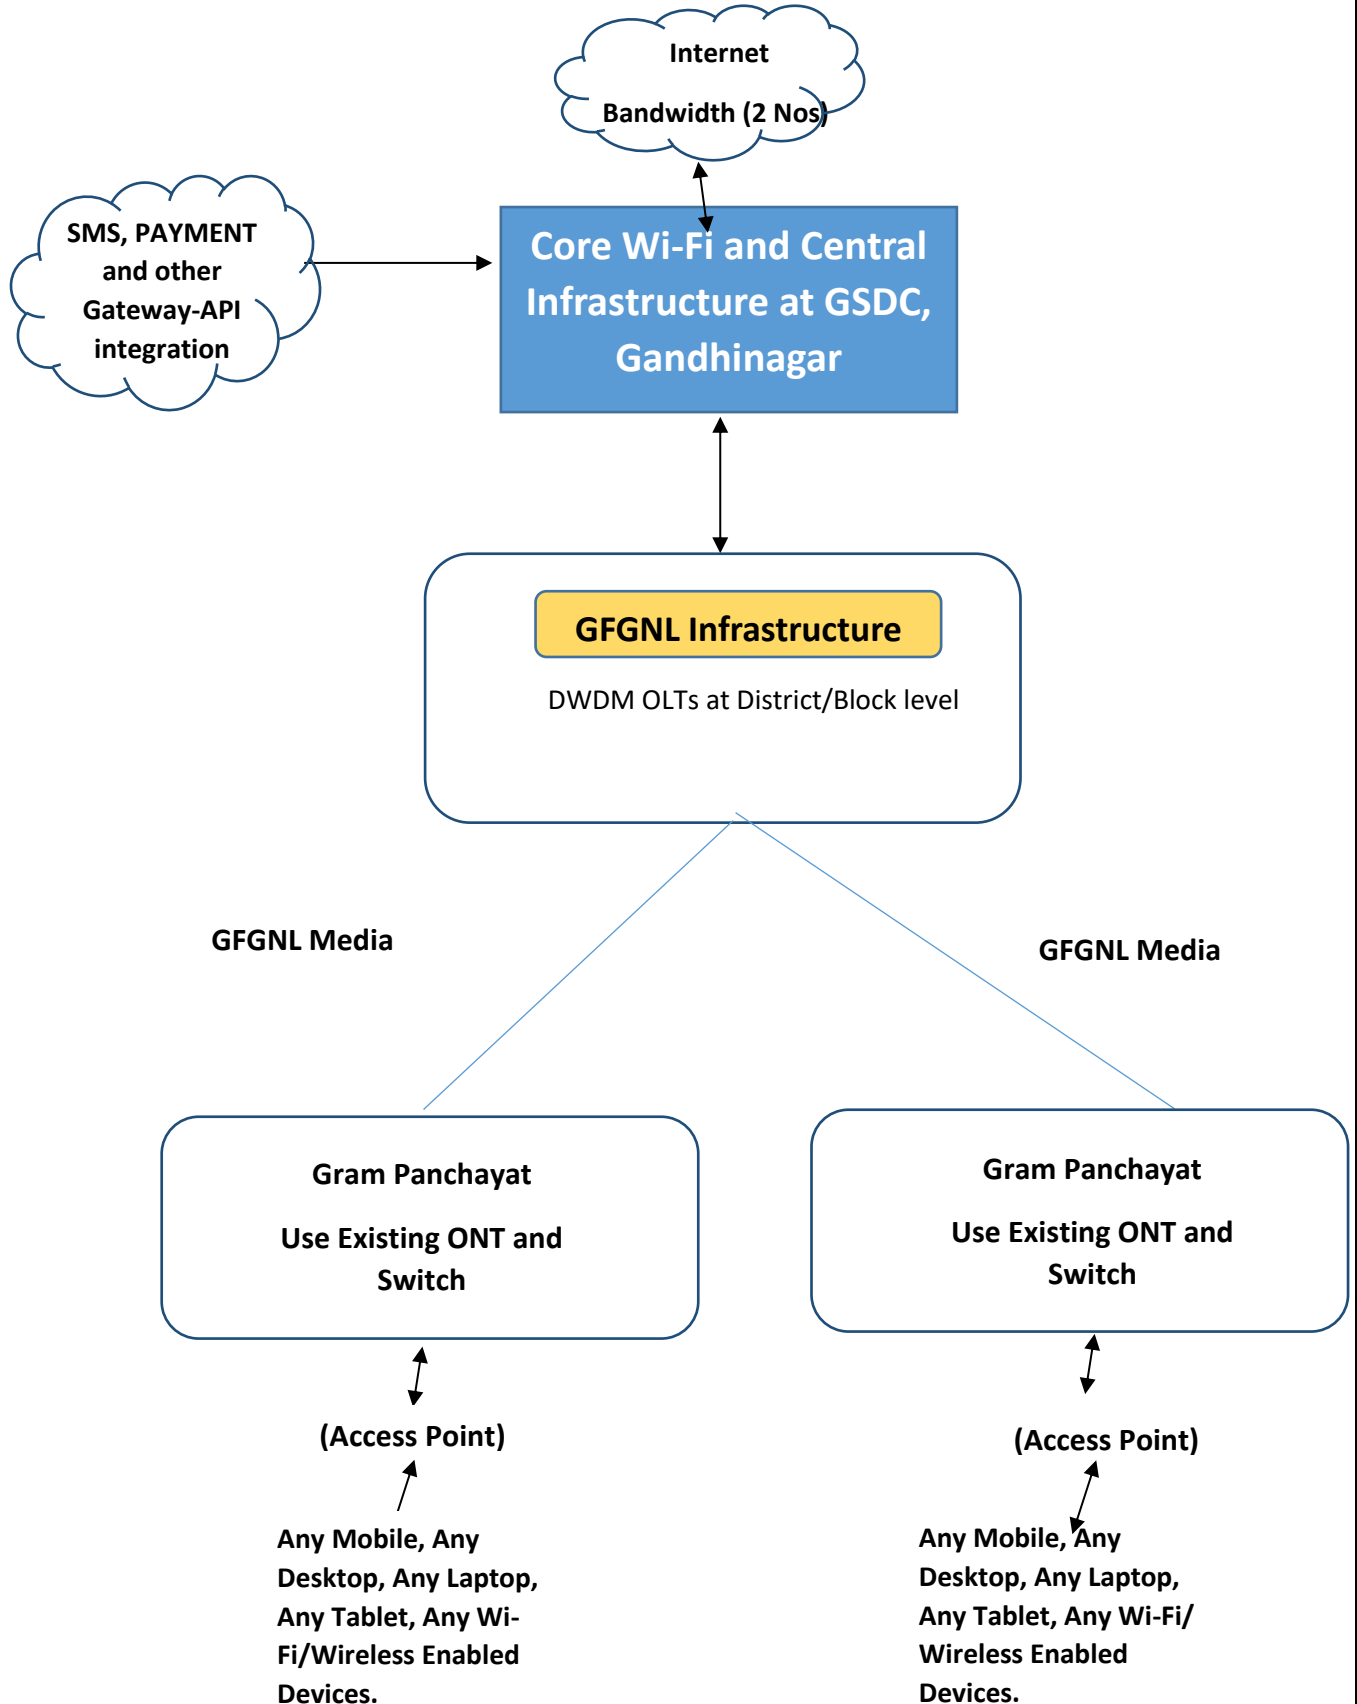 Internet
Bandwidth (2 Nos)
SMS, PAYMENT
and other
Gateway-API
integration
Core Wi-Fi and Central
Infrastructure at GSDC,
Gandhinagar
GFGNL Infrastructure
DWDM OLTs at District/Block level
GFGNL Media
GFGNL Media
Gram Panchayat
Use Existing ONT and
Switch
Gram Panchayat
Use Existing ONT and
Switch
(Access Point)
(Access Point)
Any Mobile, Any
Desktop, Any Laptop,
Any Tablet, Any Wi-
Fi/Wireless Enabled
Devices.
Any Mobile, Any
Desktop, Any Laptop,
Any Tablet, Any Wi-Fi/
Wireless Enabled
Devices.